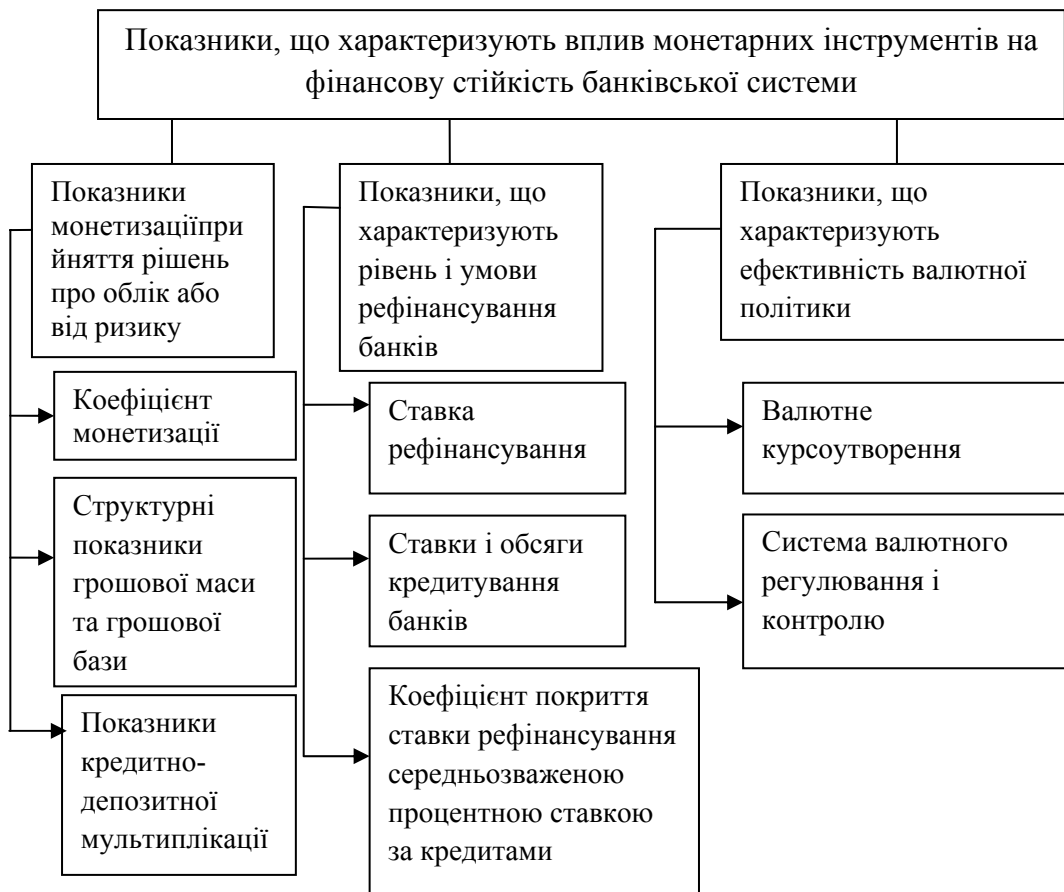 Показники, що характеризують вплив монетарних інструментів на
фінансову стійкість банківської системи
Показники
монетизаціїпри
йняття рішень
про облік або
від ризику
Коефіцієнт
монетизації
Структурні
показники
грошової маси
та грошової
бази
Показники
кредитно-
депозитної
мультиплікації
Показники, що
характеризують
рівень і умови
рефінансування
банків
Ставка
рефінансування
Ставки і обсяги
кредитування
банків
Коефіцієнт покриття
ставки рефінансування
середньозваженою
процентною ставкою
за кредитами
Показники, що
характеризують
ефективність валютної
політики
Валютне
курсоутворення
Система валютного
регулювання і
контролю